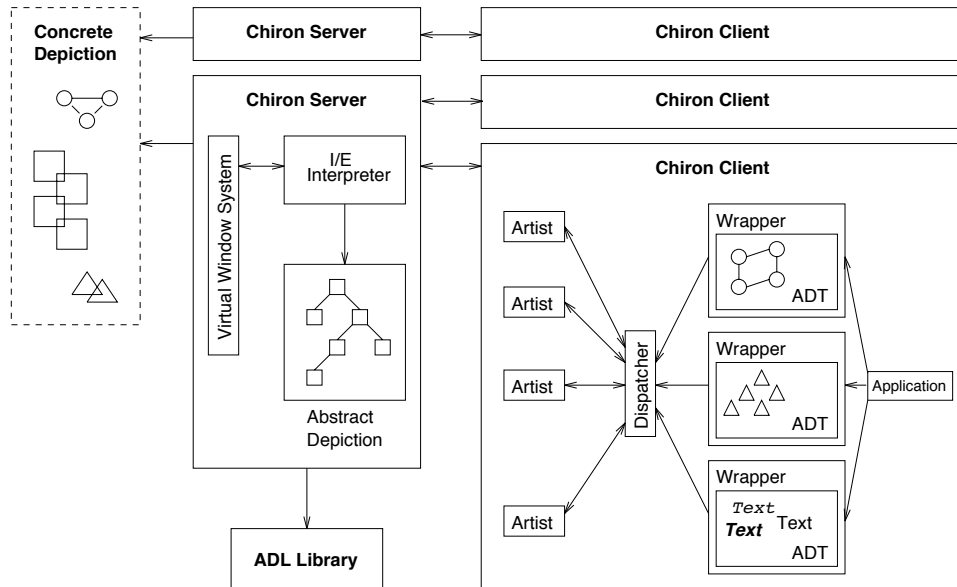 Concrete
Depiction
Chiron Server
Chiron Client
Chiron Server
Chiron Client
Virtual Window System
I/E
Interpreter
Abstract
Depiction
ADL Library
Chiron Client
Artist
Artist
Artist
Artist
Dispatcher
Wrapper
ADT
Wrapper
ADT
Wrapper
Text
Text
Text
ADT
Application